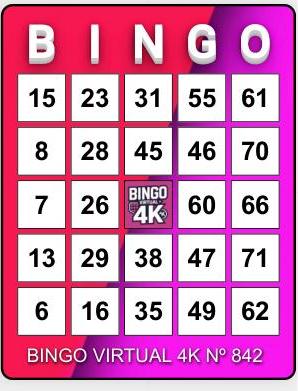 BINGO
15 23 31 55 61
8 28 45 46 70
7 26 BINGO VIRTUAL 4K 60 66
13 29 38 47 71
6 16 35 49 62
BINGO VIRTUAL 4K Nº 842